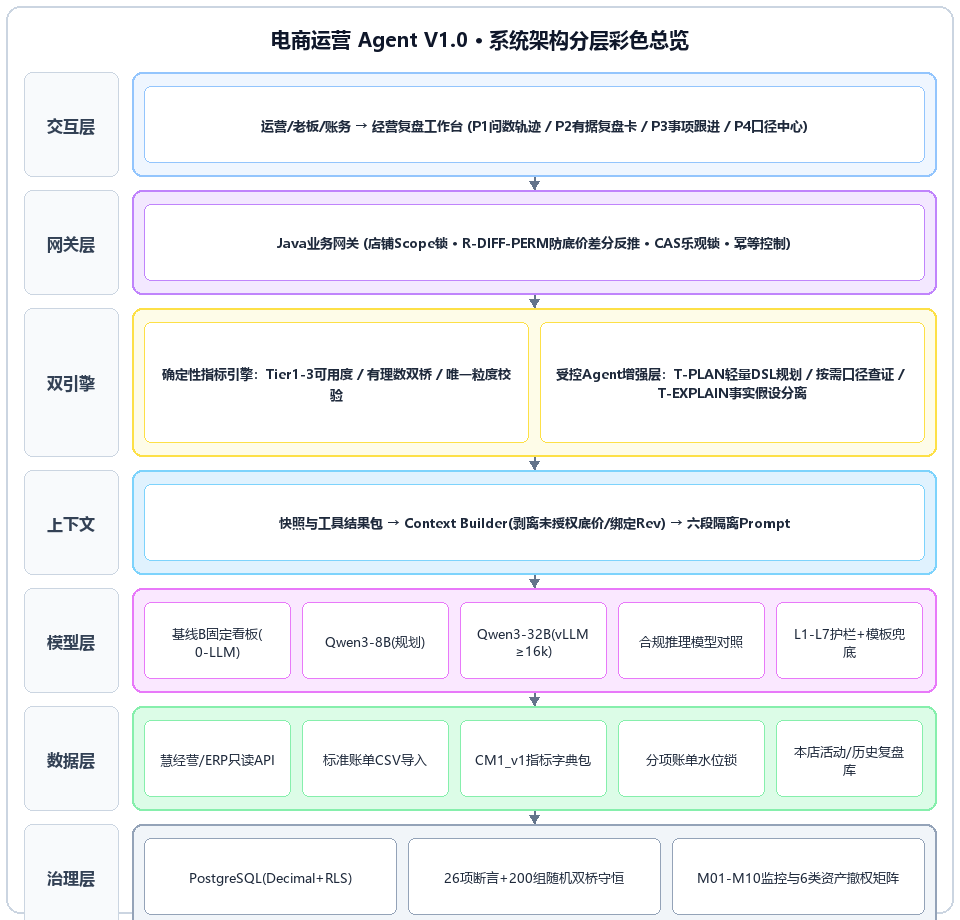 电商运营 Agent V1.0 • 系统架构分层彩色总览
交互层
运营/老板/账务 → 经营复盘工作台 (P1问数轨迹 / P2有据复盘卡 / P3事项跟进 / P4口径中心)
网关层
Java业务网关 (店铺Scope锁 • R-DIFF-PERM防底价差分反推 • CAS乐观锁 • 幂等控制)
双引擎
确定性指标引擎：Tier1-3可用度 / 有理数双桥 / 唯一粒度校
验
受控Agent增强层：T-PLAN轻量DSL规划 / 按需口径查证 /
T-EXPLAIN事实假设分离
上下文
快照与工具结果包 → Context Builder(剥离未授权底价/绑定Rev) → 六段隔离Prompt
模型层
基线B固定看板(
0-LLM)
Qwen3-8B(规划)
Qwen3-32B(vLLM
≥16k)
合规推理模型对照
L1-L7护栏+模板兜
底
数据层
慧经营/ERP只读API
标准账单CSV导入
CM1_v1指标字典包
分项账单水位锁
本店活动/历史复盘
库
治理层
PostgreSQL(Decimal+RLS)
26项断言+200组随机双桥守恒
M01-M10监控与6类资产撤权矩阵